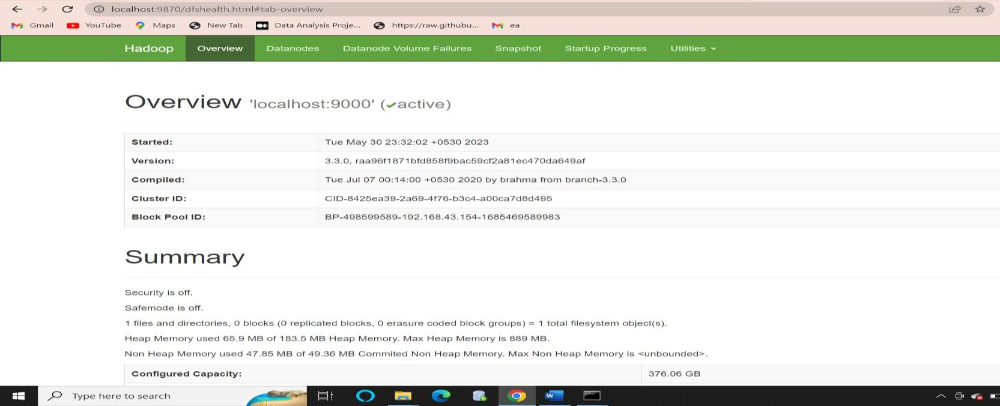 localhost:9870/dfshealth.html#tab-overview
Gmail YouTube Maps New Tab Data Analysis Proje... https://raw.githubu... ea
Hadoop Overview Datanodes Datanode Volume Failures Snapshot Startup Progress Utilities
Overview 'localhost:9000' (✔active)
Started: Tue May 30 23:32:02 +0530 2023
Version: 3.3.0, raa96f1871bfd858f9bac59cf2a81ec470da649af
Compiled: Tue Jul 07 00:14:00 +0530 2020 by brahma from branch-3.3.0
Cluster ID: CID-8425ea39-2a69-4f76-b3c4-a00ca7d8d495
Block Pool ID: BP-498599589-192.168.43.154-1685469589983
Summary
Security is off.
Safemode is off.
1 files and directories, 0 blocks (0 replicated blocks, 0 erasure coded block groups) = 1 total filesystem object(s).
Heap Memory used 65.9 MB of 183.5 MB Heap Memory. Max Heap Memory is 889 MB.
Non Heap Memory used 47.85 MB of 49.36 MB Commited Non Heap Memory. Max Non Heap Memory is <unbounded>.
Configured Capacity: 376.06 GB
Type here to search